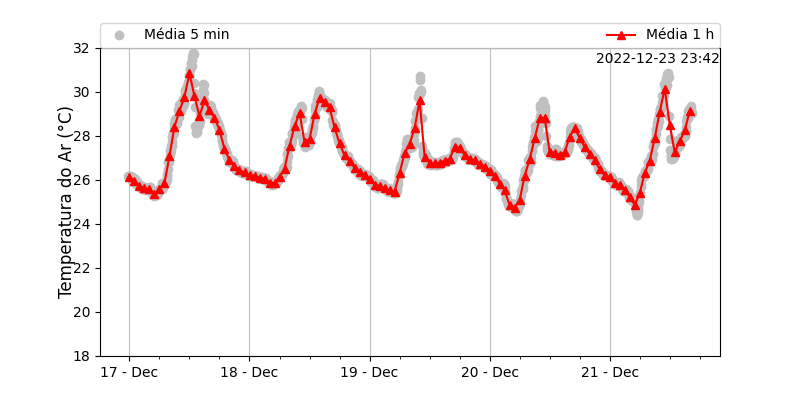 Média 5 min
Média 1 h
2022-12-23 23:42
Temperatura do Ar (°C)
32
30
28
26
24
22
20
18
17 - Dec
18 - Dec
19 - Dec
20 - Dec
21 - Dec